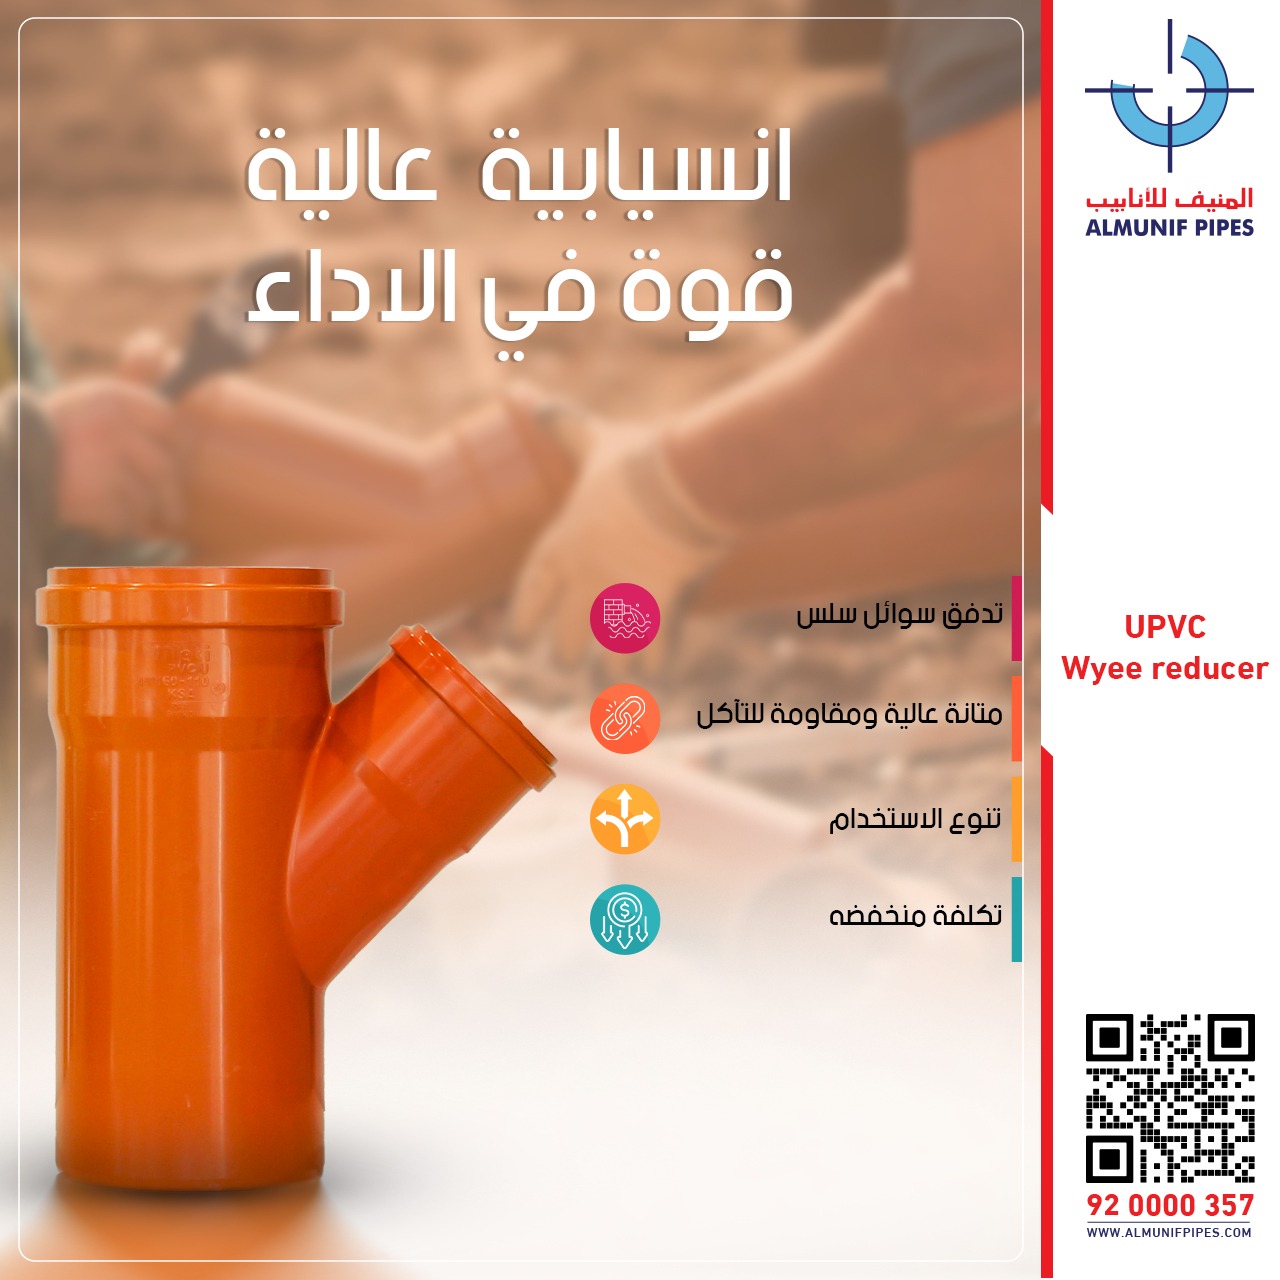 انسيابية عالية
قوة في الاداء
تدفق سوائل سلس
متانة عالية ومقاومة للتآكل
تنوع الاستخدام
تكلفة منخفضه
المنيف للأنابيب
ALMUNIF PIPES
UPVC
Wyee reducer
92 0000 357
WWW.ALMUNIFPIPES.COM
KSA